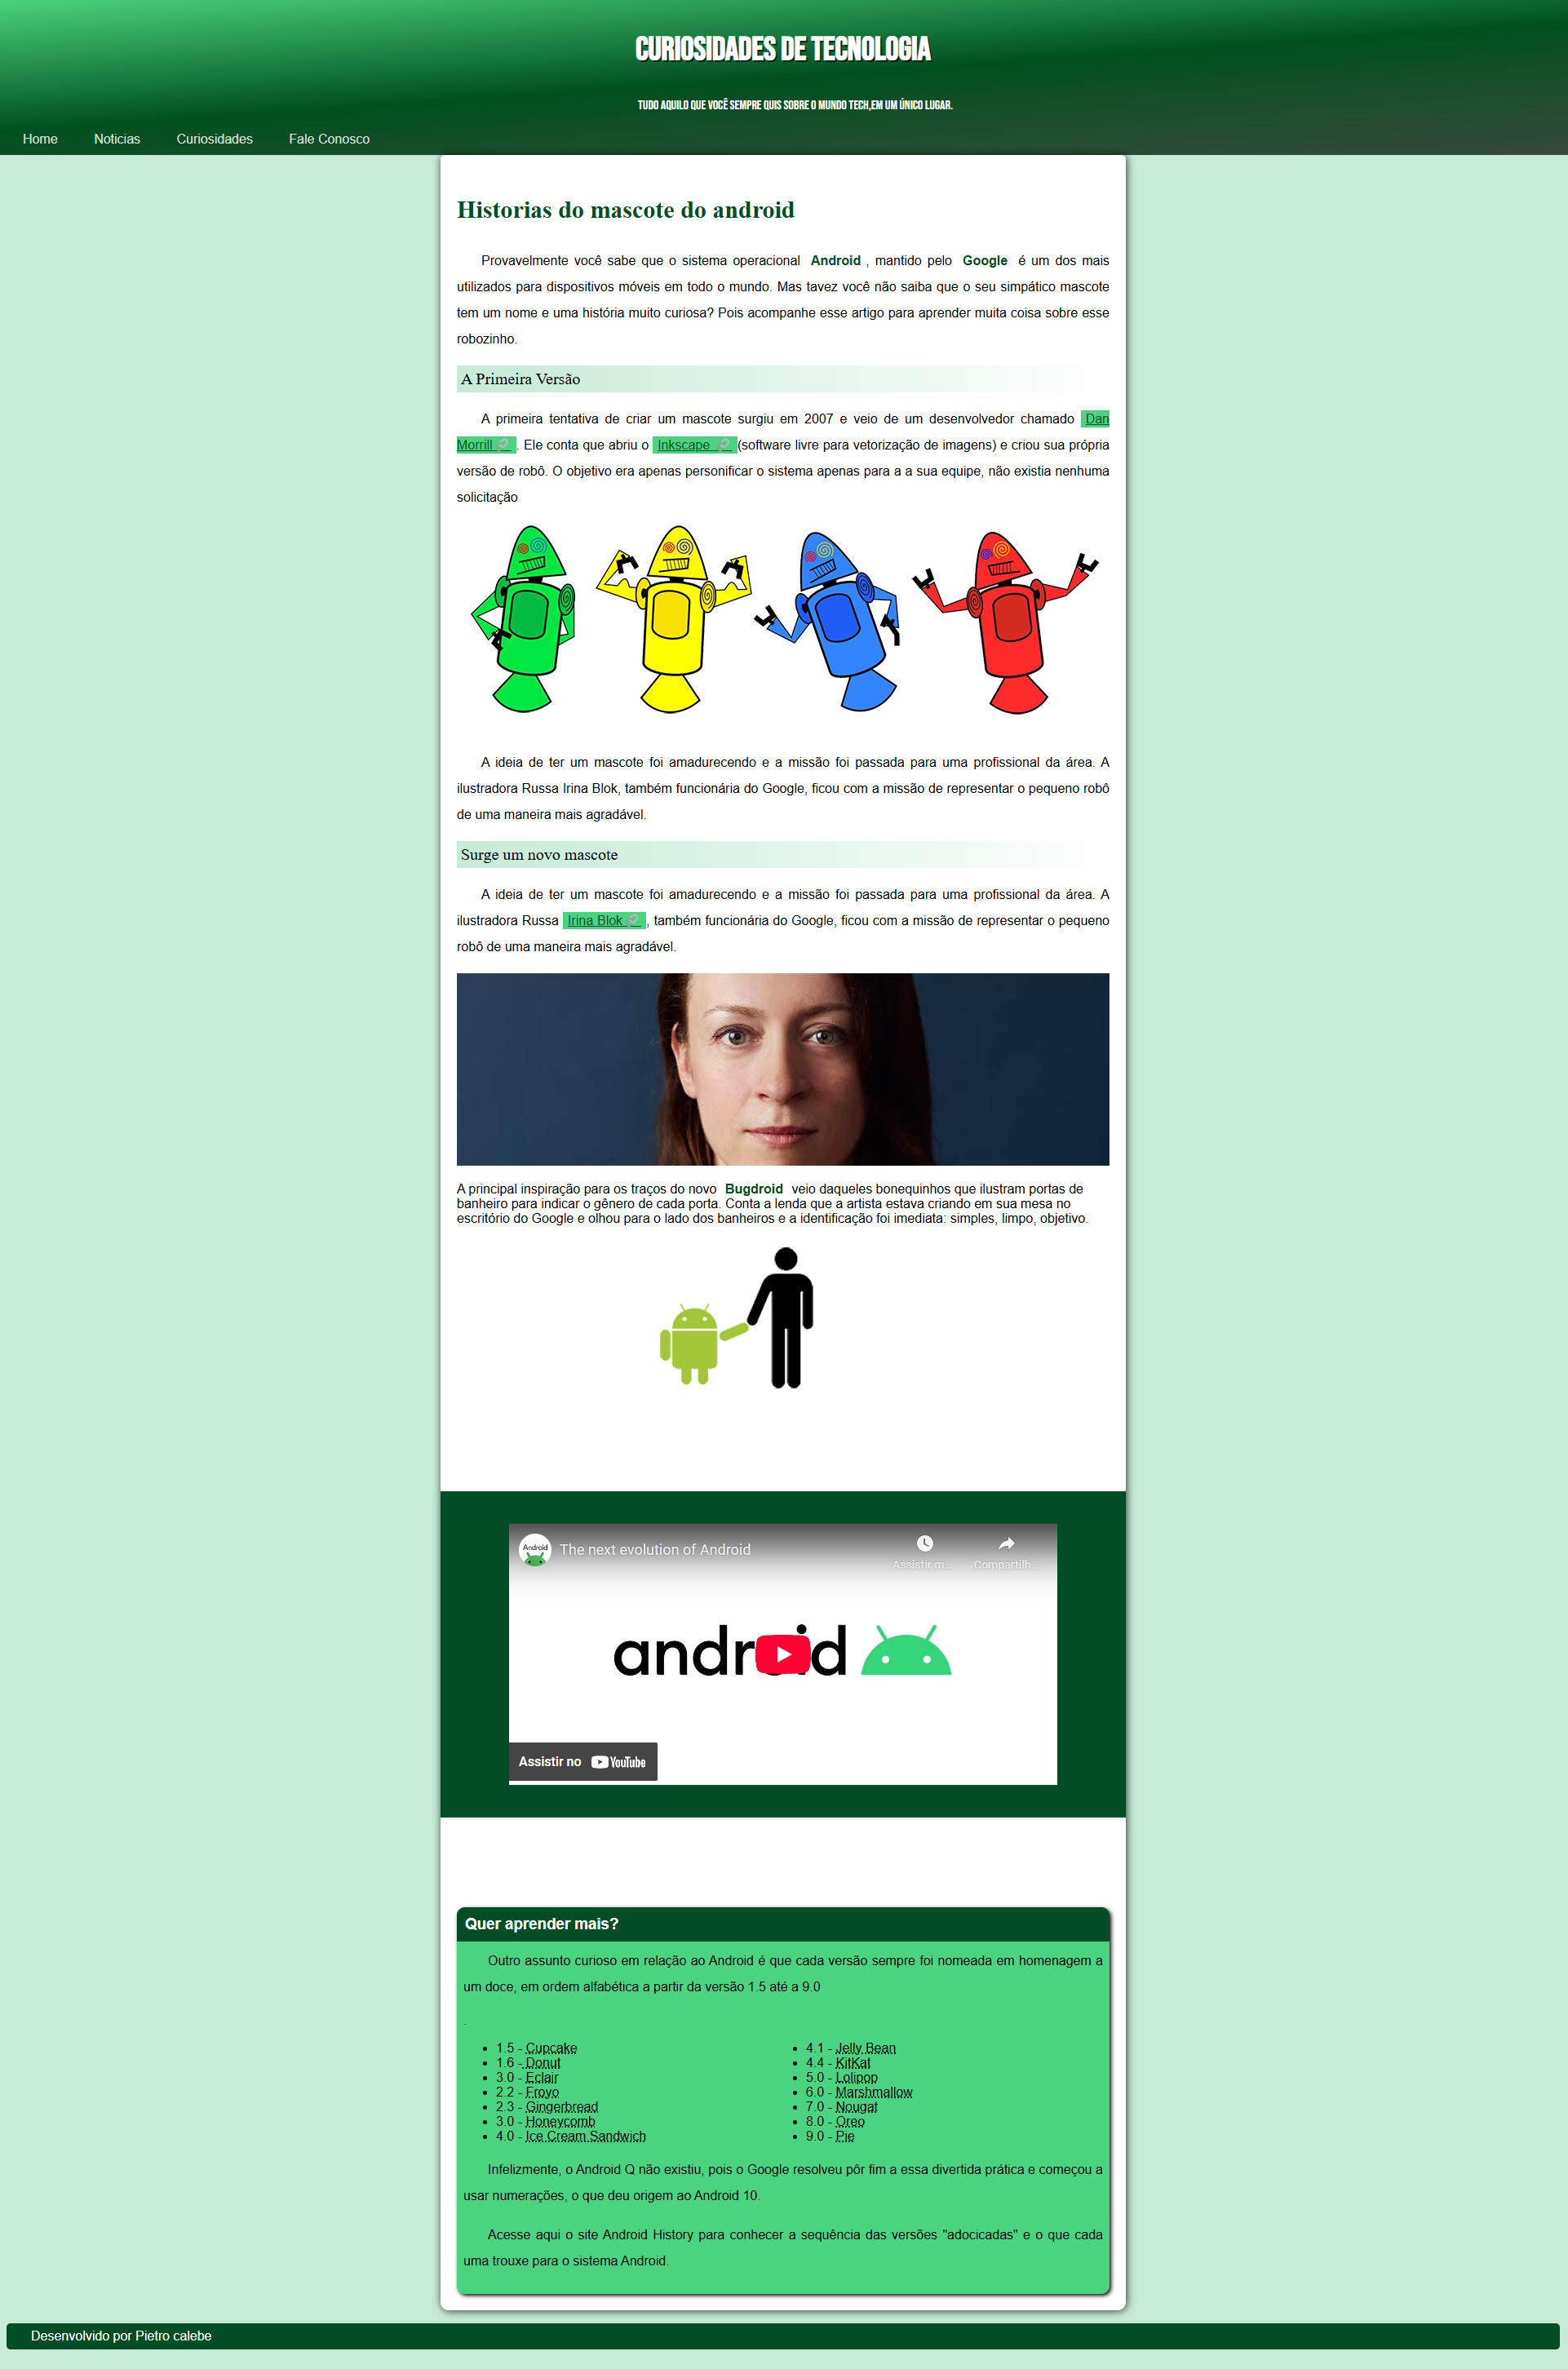 CURIOSIDADES DE TECNOLOGIA
TUDO AQUILO QUE VOCÊ SEMPRE QUIS SOBRE O MUNDO TECH,EM UM ÚNICO LUGAR.
Home Noticias Curiosidades Fale Conosco
Historias do mascote do android
Provavelmente você sabe que o sistema operacional Android , mantido pelo Google é um dos mais
utilizados para dispositivos móveis em todo o mundo. Mas tavez você não saiba que o seu simpático mascote
tem um nome e uma história muito curiosa? Pois acompanhe esse artigo para aprender muita coisa sobre esse
robozinho.
A Primeira Versão
A primeira tentativa de criar um mascote surgiu em 2007 e veio de um desenvolvedor chamado Dan
Morrill . Ele conta que abriu o Inkscape (software livre para vetorização de imagens) e criou sua própria
versão de robô. O objetivo era apenas personificar o sistema apenas para a a sua equipe, não existia nenhuma
solicitação
A ideia de ter um mascote foi amadurecendo e a missão foi passada para uma profissional da área. A
ilustradora Russa Irina Blok, também funcionária do Google, ficou com a missão de representar o pequeno robô
de uma maneira mais agradável.
Surge um novo mascote
A ideia de ter um mascote foi amadurecendo e a missão foi passada para uma profissional da área. A
ilustradora Russa Irina Blok , também funcionária do Google, ficou com a missão de representar o pequeno
robô de uma maneira mais agradável.
A principal inspiração para os traços do novo Bugdroid veio daqueles bonequinhos que ilustram portas de
banheiro para indicar o gênero de cada porta. Conta a lenda que a artista estava criando em sua mesa no
escritório do Google e olhou para o lado dos banheiros e a identificação foi imediata: simples, limpo, objetivo.
Android
The next evolution of Android
Assistir m... Compartilh...
android
Assistir no YouTube
Quer aprender mais?
Outro assunto curioso em relação ao Android é que cada versão sempre foi nomeada em homenagem a
um doce, em ordem alfabética a partir da versão 1.5 até a 9.0
.
• 1.5 - Cupcake
• 1.6 - Donut
• 3.0 - Eclair
• 2.2 - Froyo
• 2.3 - Gingerbread
• 3.0 - Honeycomb
• 4.0 - Ice Cream Sandwich
• 4.1 - Jelly Bean
• 4.4 - KitKat
• 5.0 - Lolipop
• 6.0 - Marshmallow
• 7.0 - Nougat
• 8.0 - Oreo
• 9.0 - Pie
Infelizmente, o Android Q não existiu, pois o Google resolveu pôr fim a essa divertida prática e começou a
usar numerações, o que deu origem ao Android 10.
Acesse aqui o site Android History para conhecer a sequência das versões "adocicadas" e o que cada
uma trouxe para o sistema Android.
Desenvolvido por Pietro calebe